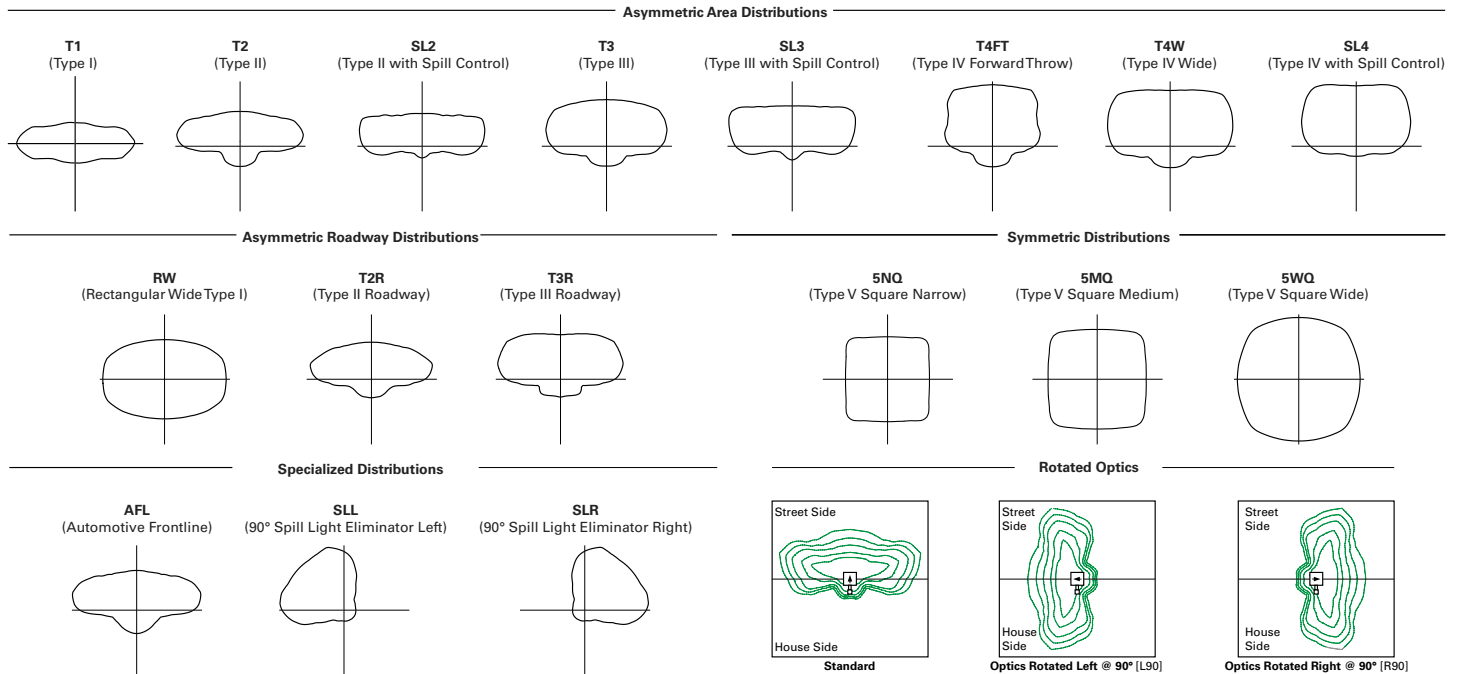 Asymmetric Area Distributions
T1
(Type I)
T2
(Type II)
SL2
(Type II with Spill Control)
T3
(Type III)
SL3
(Type III with Spill Control)
T4FT
(Type IV Forward Throw)
T4W
(Type IV Wide)
SL4
(Type IV with Spill Control)
Asymmetric Roadway Distributions
RW
(Rectangular Wide Type I)
T2R
(Type II Roadway)
T3R
(Type III Roadway)
Symmetric Distributions
5NQ
(Type V Square Narrow)
5MQ
(Type V Square Medium)
5WQ
(Type V Square Wide)
Specialized Distributions
AFL
(Automotive Frontline)
SLL
(90° Spill Light Eliminator Left)
SLR
(90° Spill Light Eliminator Right)
Rotated Optics
Street Side
House Side
Standard
Street
Side
House
Side
Optics Rotated Left @ 90° [L90]
Street
Side
House
Side
Optics Rotated Right @ 90° [R90]